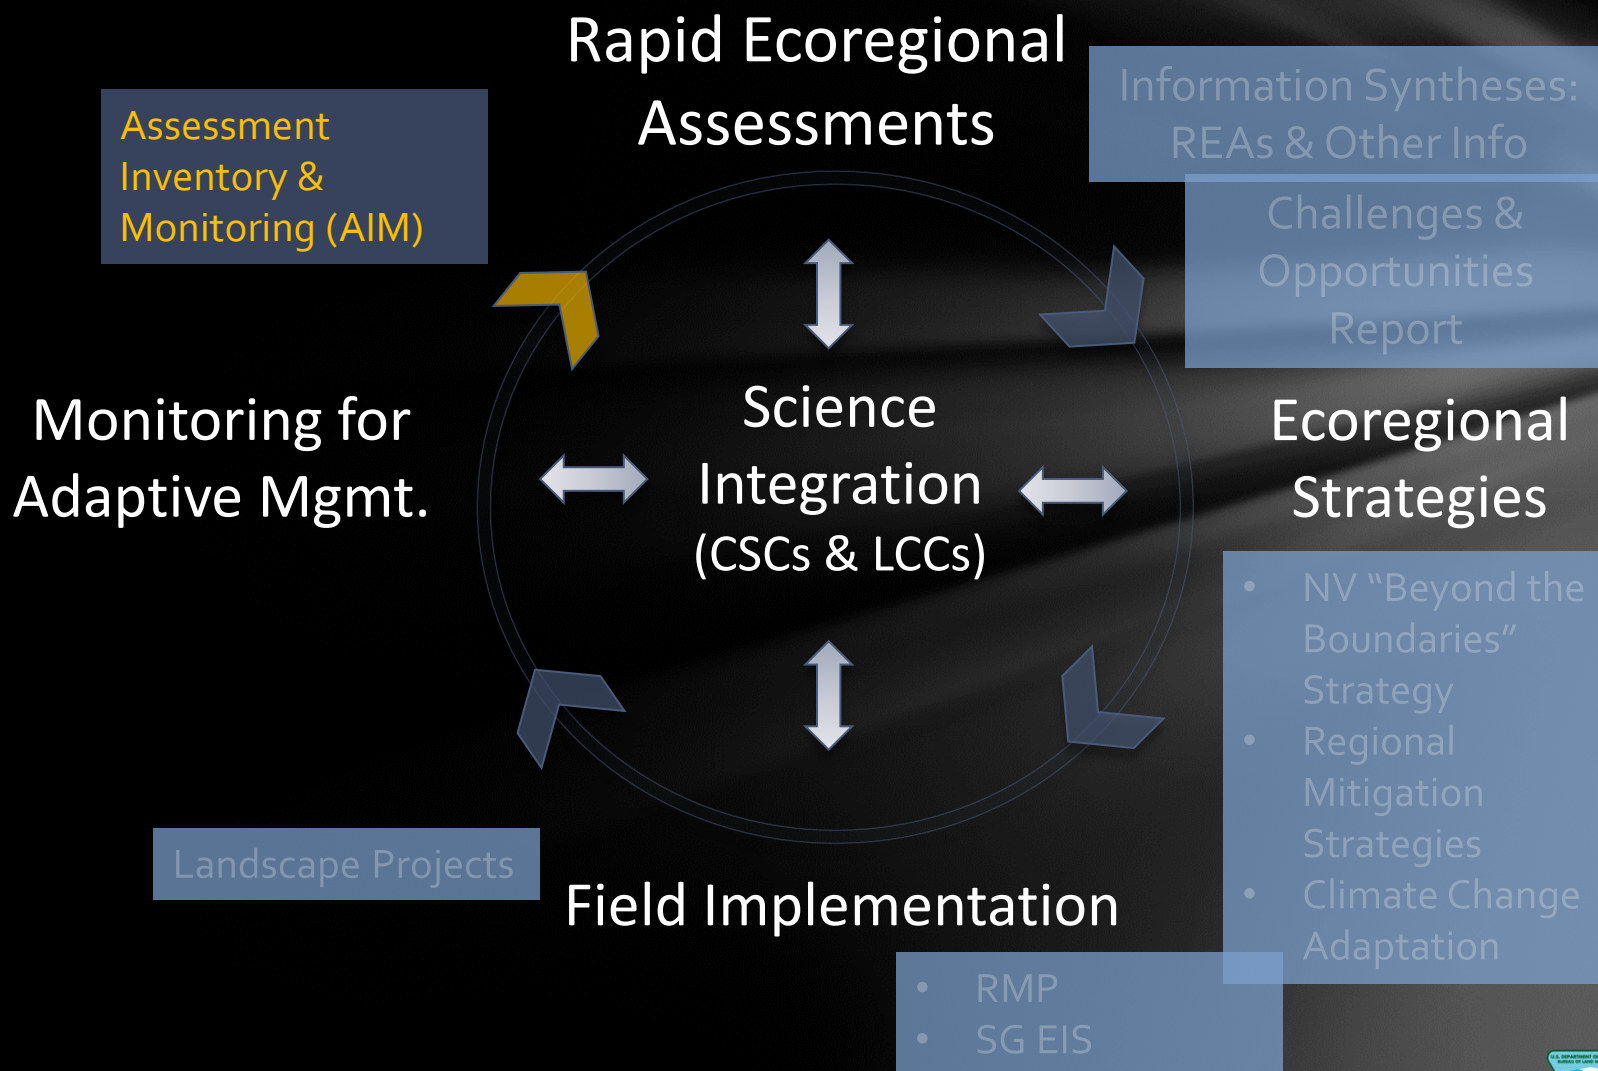 Rapid Ecoregional
Assessments
Information Syntheses:
REAs & Other Info
Assessment
Inventory &
Monitoring (AIM)
Challenges &
Opportunities
Report
Monitoring for
Adaptive Mgmt.
Science
Integration
(CSCs & LCCs)
Ecoregional
Strategies
• NV “Beyond the
Boundaries”
Strategy
• Regional
Mitigation
Strategies
• Climate Change
Adaptation
Landscape Projects
Field Implementation
• RMP
• SG EIS